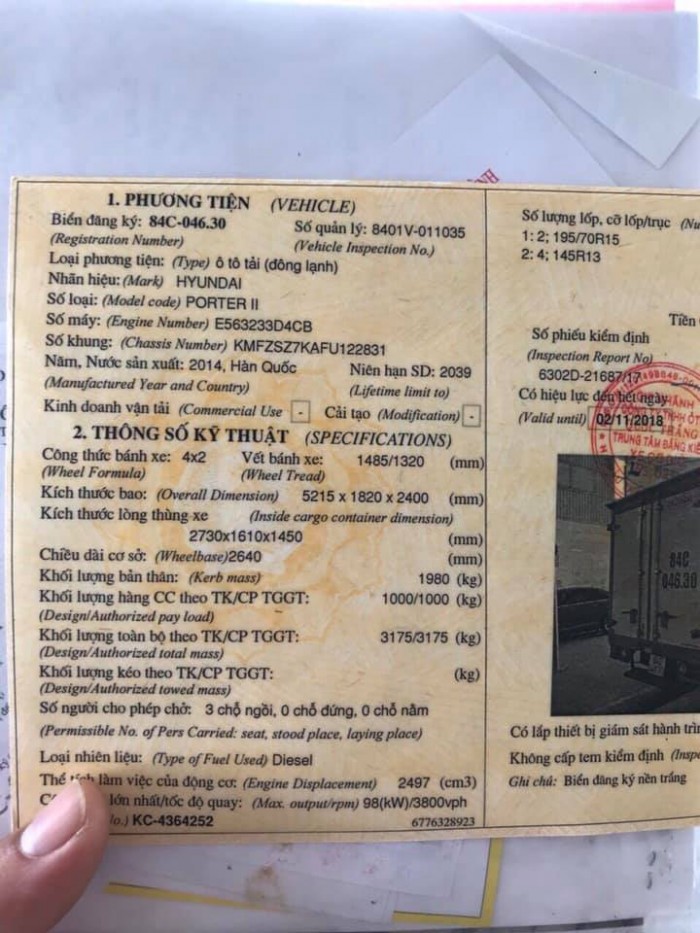 1. PHƯƠNG TIỆN (VEHICLE)
Biển đăng ký: 84C-046.30
(Registration Number)
Số quản lý: 8401V-011035
(Vehicle Inspection No.)
Loại phương tiện: (Type) ô tô tải (đông lạnh)
Nhãn hiệu: (Mark) HYUNDAI
Số loại: (Model code) PORTER II
Số máy: (Engine Number) E563233D4CB
Số khung: (Chassis Number) KMFZSZ7KAFU122831
Năm, Nước sản xuất: 2014, Hàn Quốc
(Manufactured Year and Country)
Niên hạn SD: 2039
(Lifetime limit to)
Kinh doanh vận tải (Commercial Use - Cải tạo (Modification) -
2. THÔNG SỐ KỸ THUẬT (SPECIFICATIONS)
Công thức bánh xe: 4x2
(Wheel Formula)
Vết bánh xe: 1485/1320 (mm)
(Wheel Tread)
Kích thước bao: (Overall Dimension) 5215 x 1820 x 2400 (mm)
Kích thước lòng thùng xe (Inside cargo container dimension)
2730x1610x1450 (mm)
Chiều dài cơ sở: (Wheelbase)2640 (mm)
Khối lượng bản thân: (Kerb mass) 1980 (kg)
Khối lượng hàng CC theo TK/CP TGGT: 1000/1000 (kg)
(Design/Authorized pay load)
Khối lượng toàn bộ theo TK/CP TGGT: 3175/3175 (kg)
(Design/Authorized total mass)
Khối lượng kéo theo TK/CP TGGT: (kg)
(Design/Authorized towed mass)
Số người cho phép chở: 3 chỗ ngồi, 0 chỗ đứng, 0 chỗ nằm
(Permissible No. of Pers Carried: seat, stood place, laying place)
Loại nhiên liệu: (Type of Fuel Used) Diesel
Thể tích làm việc của động cơ: (Engine Displacement) 2497 (cm3)
lớn nhất/tốc độ quay: (Max. output/rpm) 98(kW)/3800vph
KC-4364252
6776328923
Số lượng lốp, cỡ lốp/trục
1: 2; 195/70R15
2: 4; 145R13
Số phiếu kiểm định
(Inspection Report No)
6302D-21687/17
Có hiệu lực đến hết ngày
(Valid until) 02/11/2018
TRUNG TÂM ĐĂNG KIỂ
84C
046.30
Có lắp thiết bị giám sát hành trìn
Không cấp tem kiểm định
Ghi chú: Biển đăng ký nền trắng